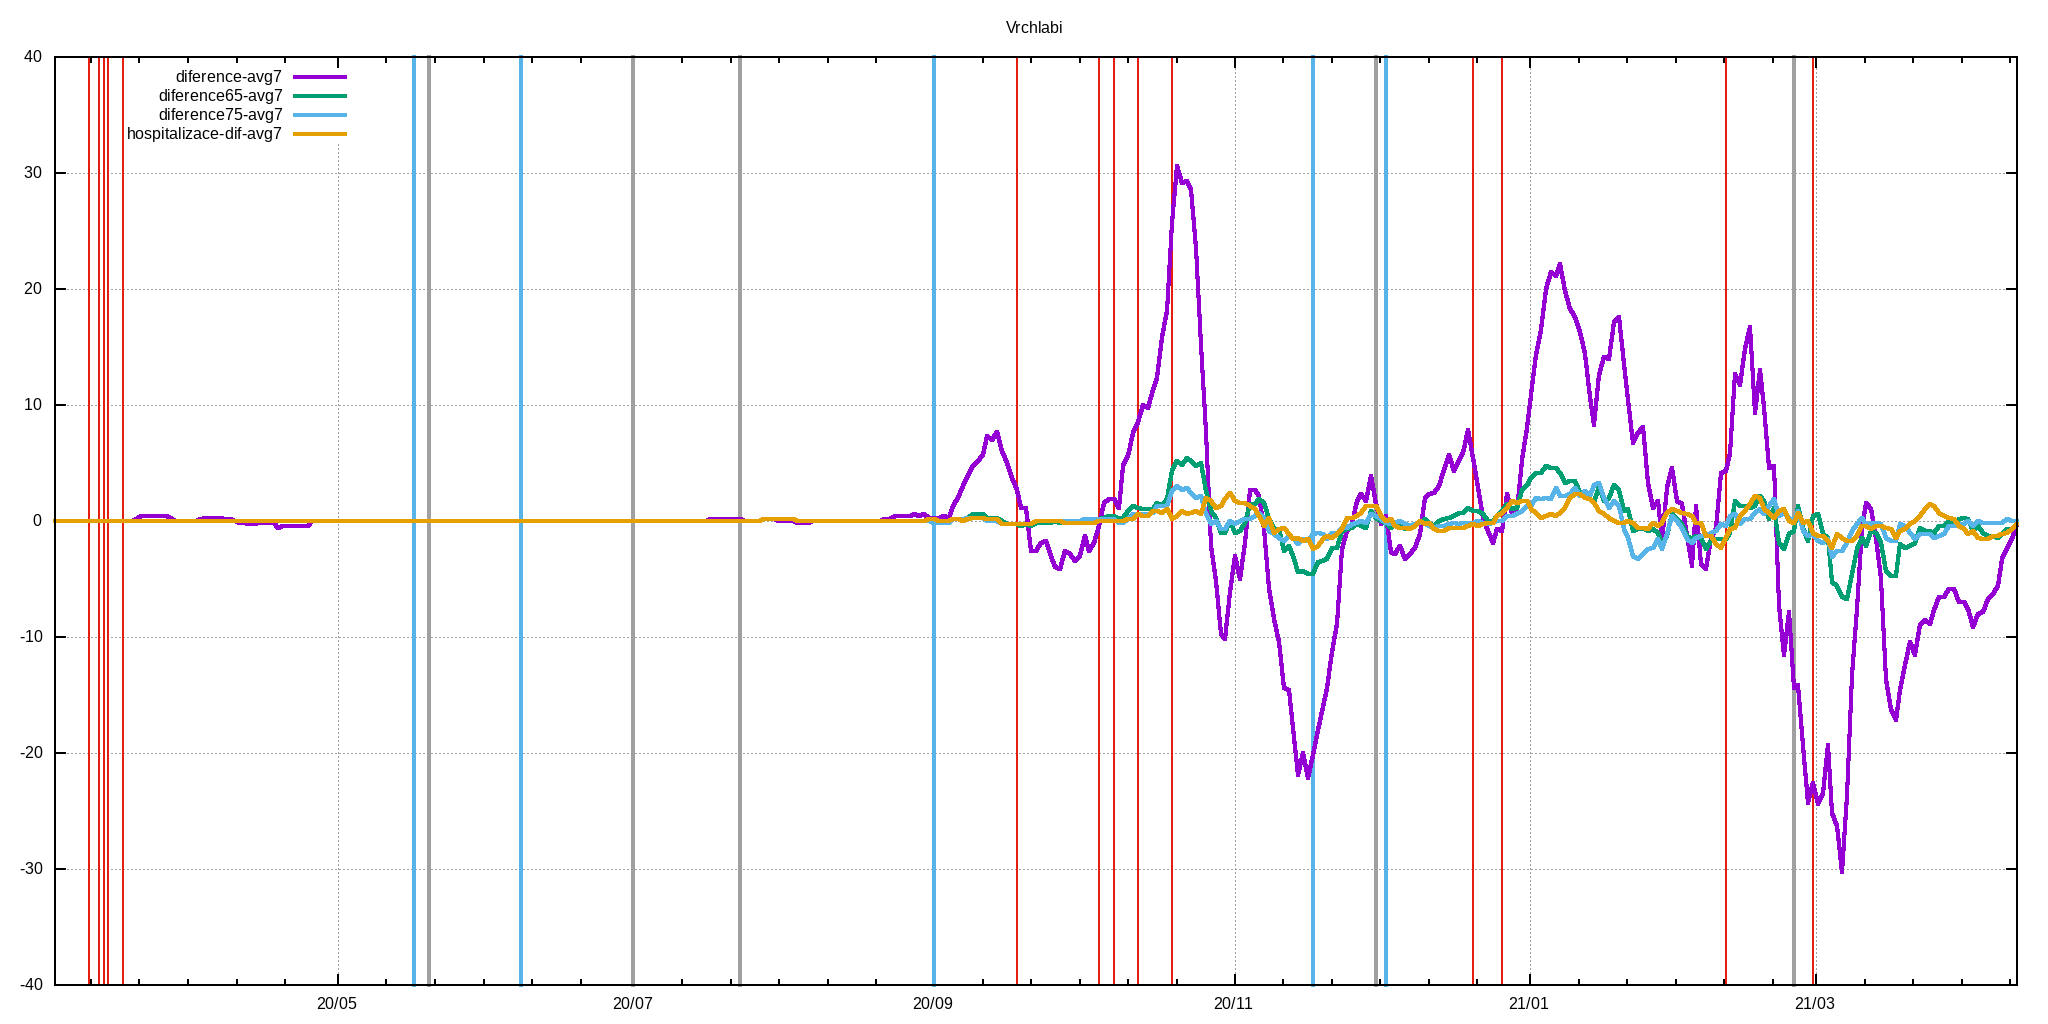 Vrchlabi
40
30
20
10
0
-10
-20
-30
-40
diference-avg7
diference65-avg7
diference75-avg7
hospitalizace-dif-avg7
20/05 20/07 20/09 20/11 21/01 21/03